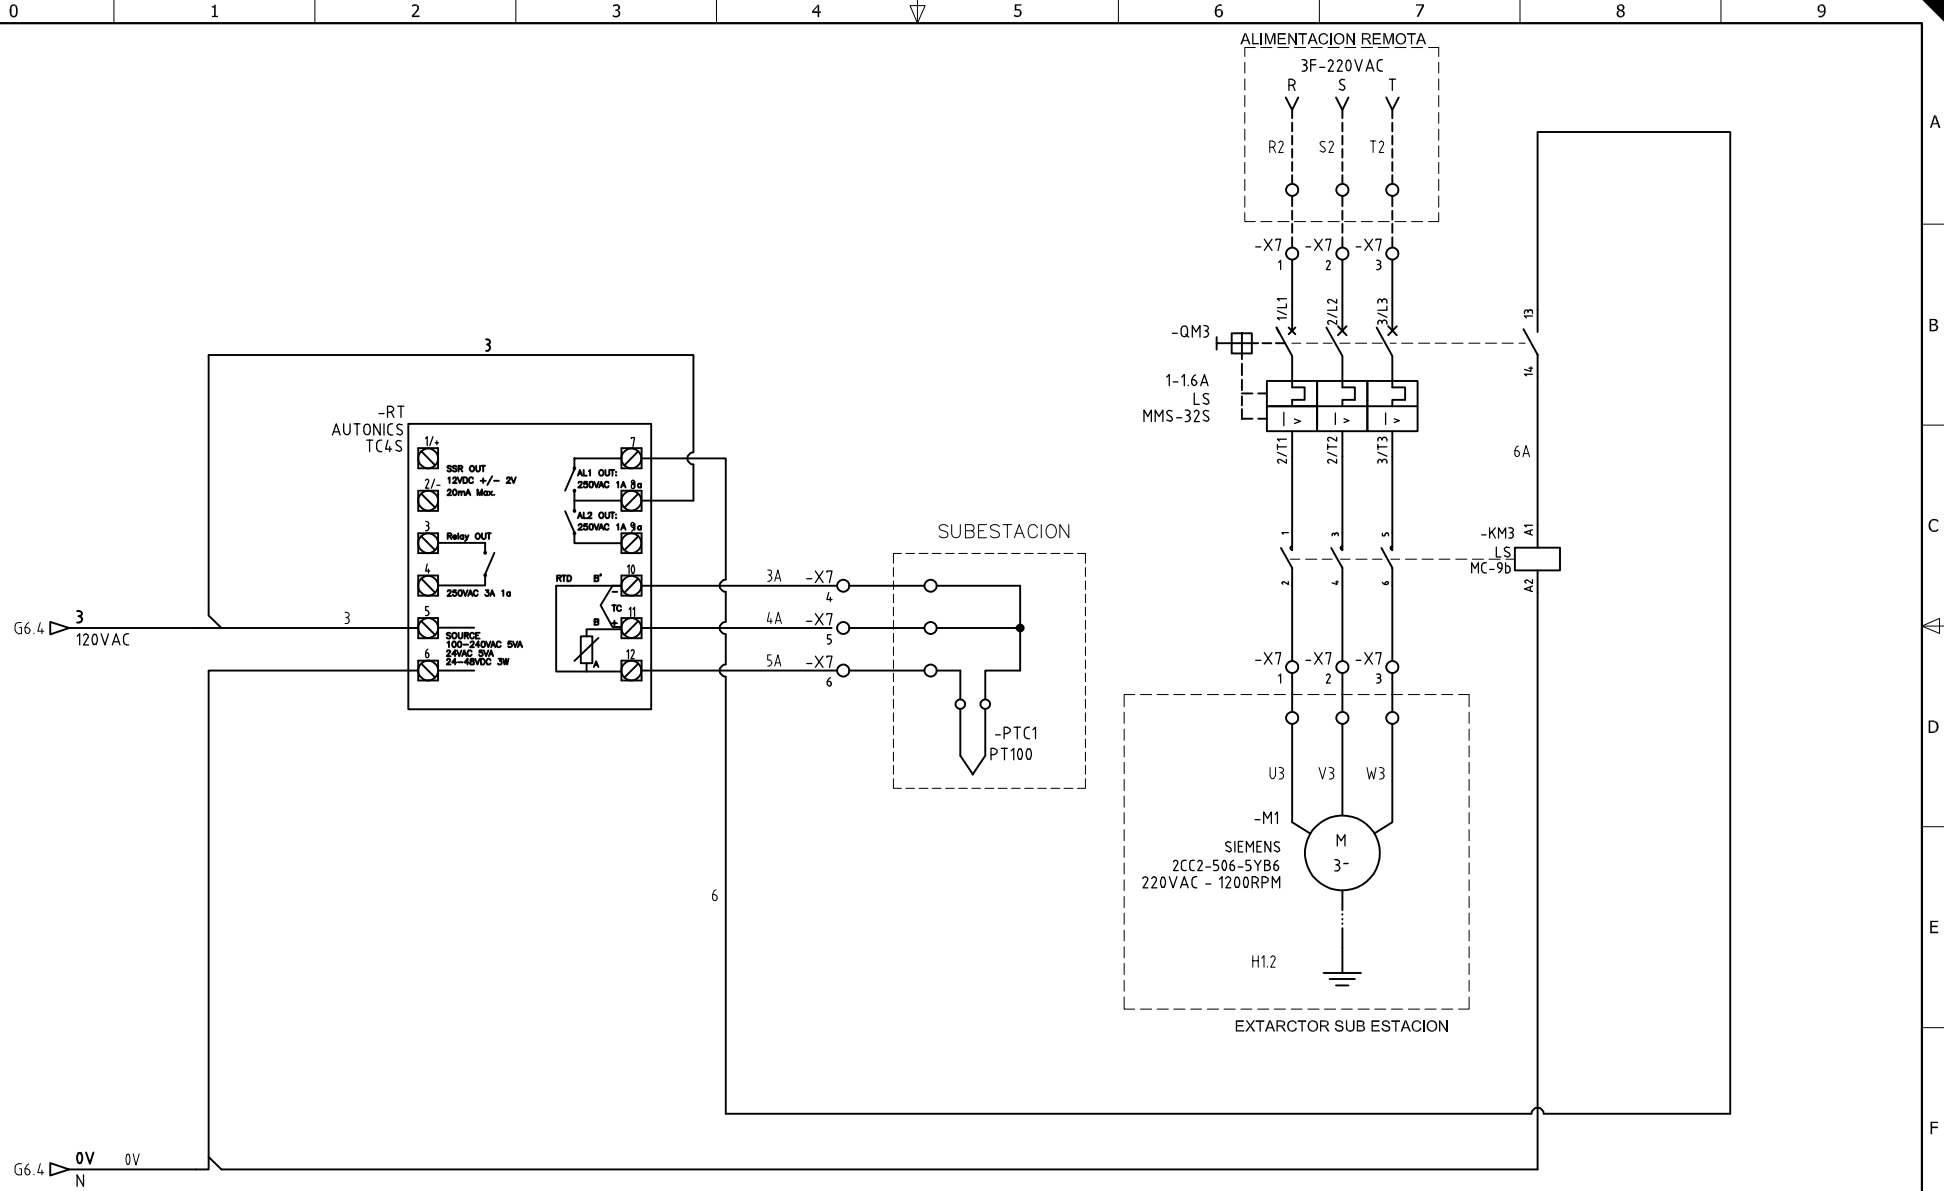 0 1 2 3 4 5 6 7 8 9
ALIMENTACION REMOTA
3F-220VAC
R S T
A
R2 S2 T2
-X7 -X7 -X7
1 2 3
1/L1 2/L2 3/L3
13
B
-QM3
14
1-1.6A
LS
MMS-32S
2/T1 2/T2 3/T3
6A
3
-RT
AUTONICS
TC4S
1/+
SSR OUT
12VDC +/- 2V
20mA Max.
2/-
3
Relay OUT
4
250VAC 3A 1a
5
SOURCE
100-240VAC 5VA
24VAC 5VA
24-48VDC 3W
6
7
AL1 OUT:
250VAC 1A 1a
8
AL2 OUT:
250VAC 1A 1a
9
RTD B' 10
-
TC 11
B +
A 12
SUBESTACION
3A -X7
4
4A -X7
5
5A -X7
6
-PTC1
PT100
C
1 3 5
2 4 6
-KM3
LS
MC-9b
A1
A2
G6.4 3
120VAC
3
-X7 -X7 -X7
1 2 3
D
U3 V3 W3
-M1
SIEMENS
2CC2-506-5YB6
220VAC - 1200RPM
M
3~
6
E
H1.2
EXTARCTOR SUB ESTACION
F
G6.4 0V 0V
N